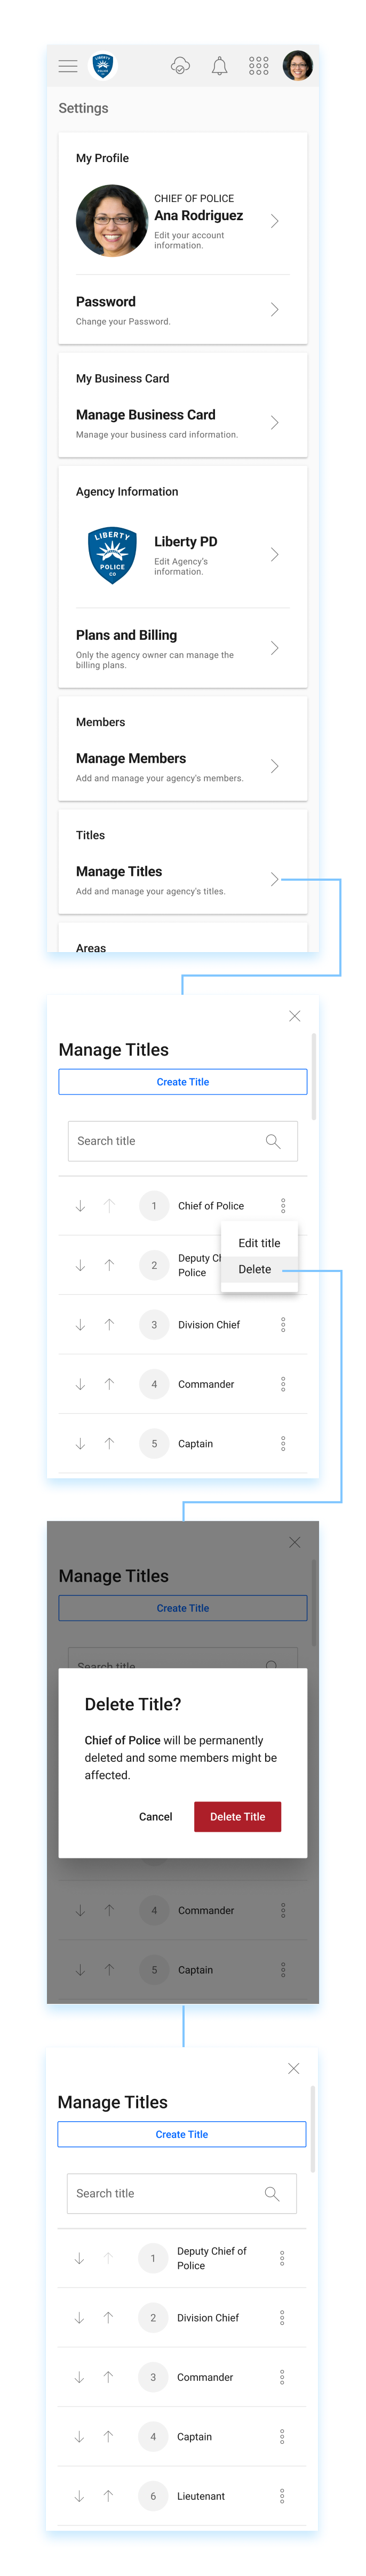 LIBERTY
POLICE
Settings
My Profile
CHIEF OF POLICE
Ana Rodriguez
Edit your account
information.
Password
Change your Password.
My Business Card
Manage Business Card
Manage your business card information.
Agency Information
LIBERTY
POLICE
CO
Liberty PD
Edit Agency's
information.
Plans and Billing
Only the agency owner can manage the
billing plans.
Members
Manage Members
Add and manage your agency's members.
Titles
Manage Titles
Add and manage your agency's titles.
Areas
Manage Titles
Create Title
Search title
1 Chief of Police
Edit title
2 Deputy Ch
Police
Delete
3 Division Chief
4 Commander
5 Captain
Manage Titles
Create Title
Search title
Delete Title?
Chief of Police will be permanently
deleted and some members might be
affected.
Cancel Delete Title
4 Commander
5 Captain
Manage Titles
Create Title
Search title
1 Deputy Chief of
Police
2 Division Chief
3 Commander
4 Captain
6 Lieutenant